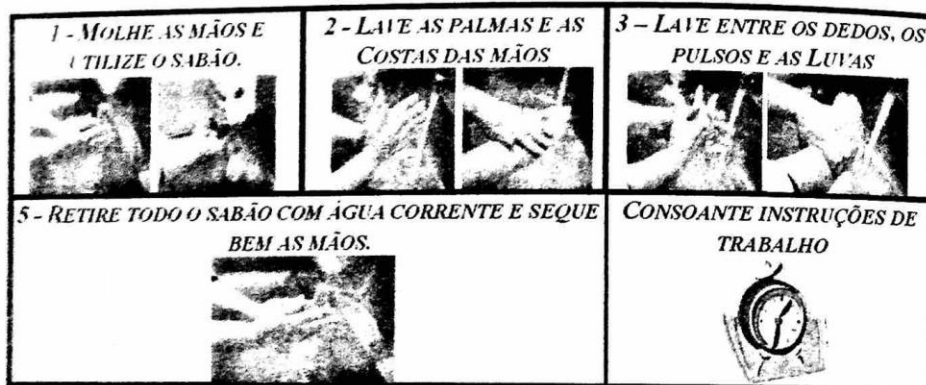 1 - MOLHE AS MÃOS E
UTILIZE O SABÃO.
2 - LAVE AS PALMAS E AS
COSTAS DAS MÃOS
3 – LAVE ENTRE OS DEDOS, OS
PULSOS E AS LUVAS
5 - RETIRE TODO O SABÃO COM ÁGUA CORRENTE E SEQUE
BEM AS MÃOS.
CONSOANTE INSTRUÇÕES DE
TRABALHO